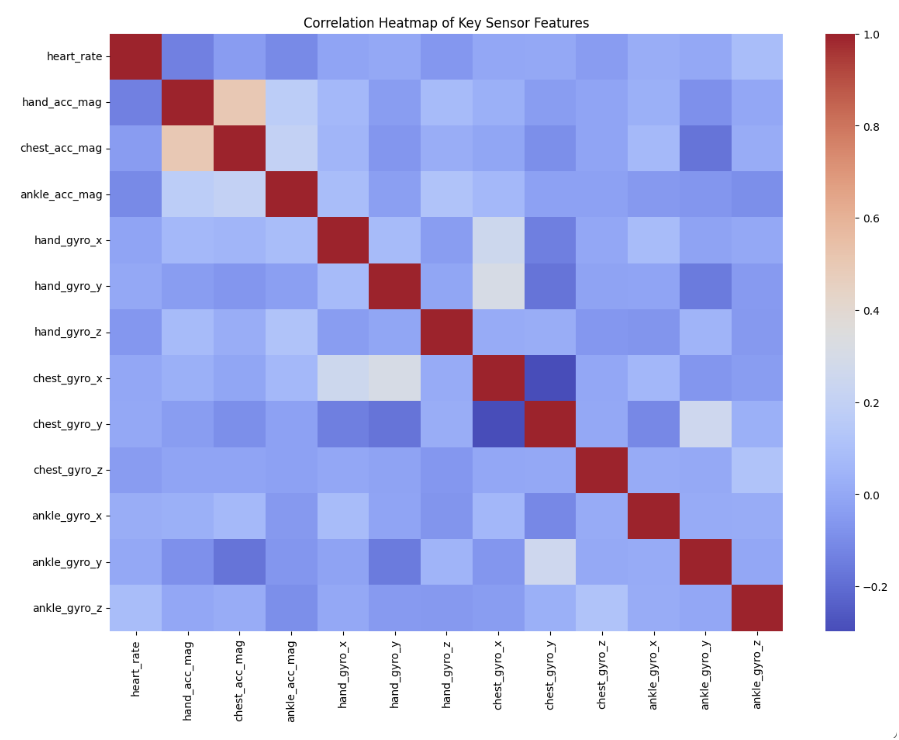 Correlation Heatmap of Key Sensor Features
heart_rate
hand_acc_mag
chest_acc_mag
ankle_acc_mag
hand_gyro_x
hand_gyro_y
hand_gyro_z
chest_gyro_x
chest_gyro_y
chest_gyro_z
ankle_gyro_x
ankle_gyro_y
ankle_gyro_z
heart_rate
hand_acc_mag
chest_acc_mag
ankle_acc_mag
hand_gyro_x
hand_gyro_y
hand_gyro_z
chest_gyro_x
chest_gyro_y
chest_gyro_z
ankle_gyro_x
ankle_gyro_y
ankle_gyro_z
1.0
0.8
0.6
0.4
0.2
0.0
−0.2